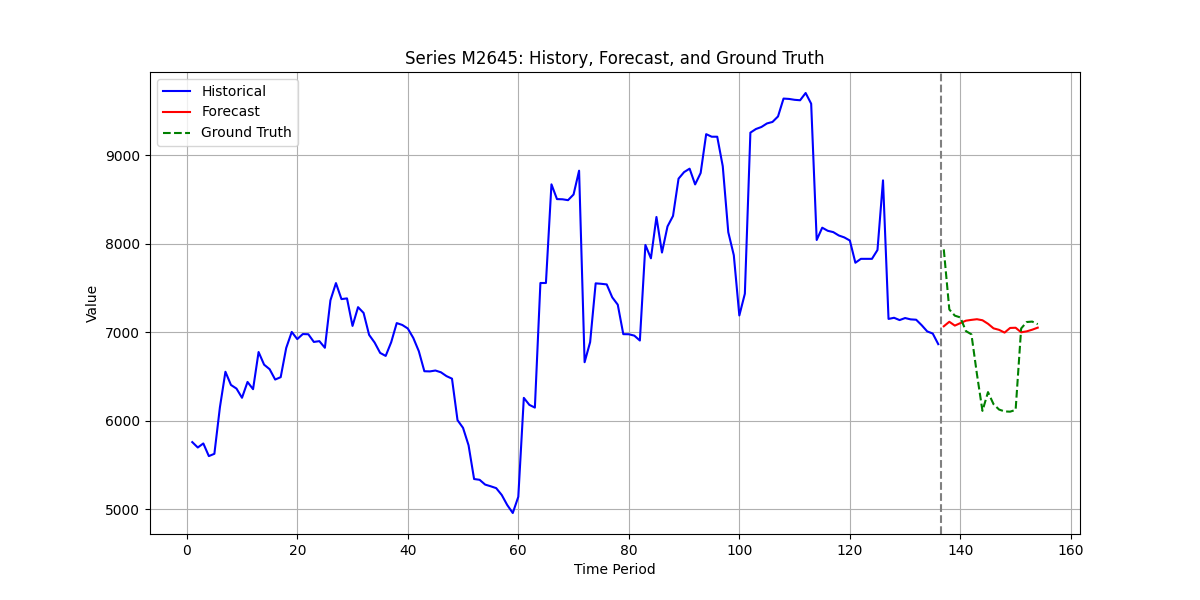 Series M2645: History, Forecast, and Ground Truth
Historical
Forecast
Ground Truth
9000
8000
7000
6000
5000
Value
0 20 40 60 80 100 120 140 160
Time Period